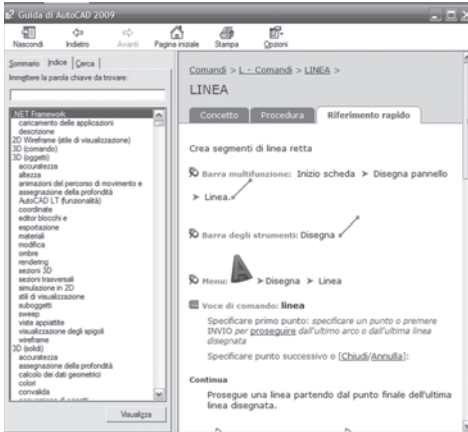 Guida di AutoCAD 2009
Nascondi Indietro Avanti Pagina iniziale Stampa Opzioni
Sommario Indice Cerca
Immettere la parola chiave da trovare:
.NET Framework
caricamento delle applicazioni
descrizione
2D Wireframe (stile di visualizzazione)
3D (comando)
3D (oggetti)
accuratezza
altezza
animazioni del percorso di movimento e
assegnazione della profondità
AutoCAD LT (funzionalità)
coordinate
editor blocchi e
esportazione
materiali
modifica
ombre
rendering
sezioni 3D
sezioni trasversali
simulazione in 2D
stili di visualizzazione
suboggetti
sweep
viste appiattite
visualizzazione degli spigoli
wireframe
3D (solidi)
accuratezza
assegnazione della profondità
calcolo dei dati geometrici
colori
convalida
Visualizza
Comandi > L - Comandi > LINEA >
LINEA
Concetto Procedura Riferimento rapido
Crea segmenti di linea retta
Barra multifunzione: Inizio scheda ➤ Disegna pannello
➤ Linea.
Barra degli strumenti: Disegna
Menu: ➤ Disegna ➤ Linea
Voce di comando: linea
Specificare primo punto: specificare un punto o premere
INVIO per proseguire dall'ultimo arco o dall'ultima linea
disegnata
Specificare punto successivo o [Chiudi/Annulla]:
Continua
Prosegue una linea partendo dal punto finale dell'ultima
linea disegnata.